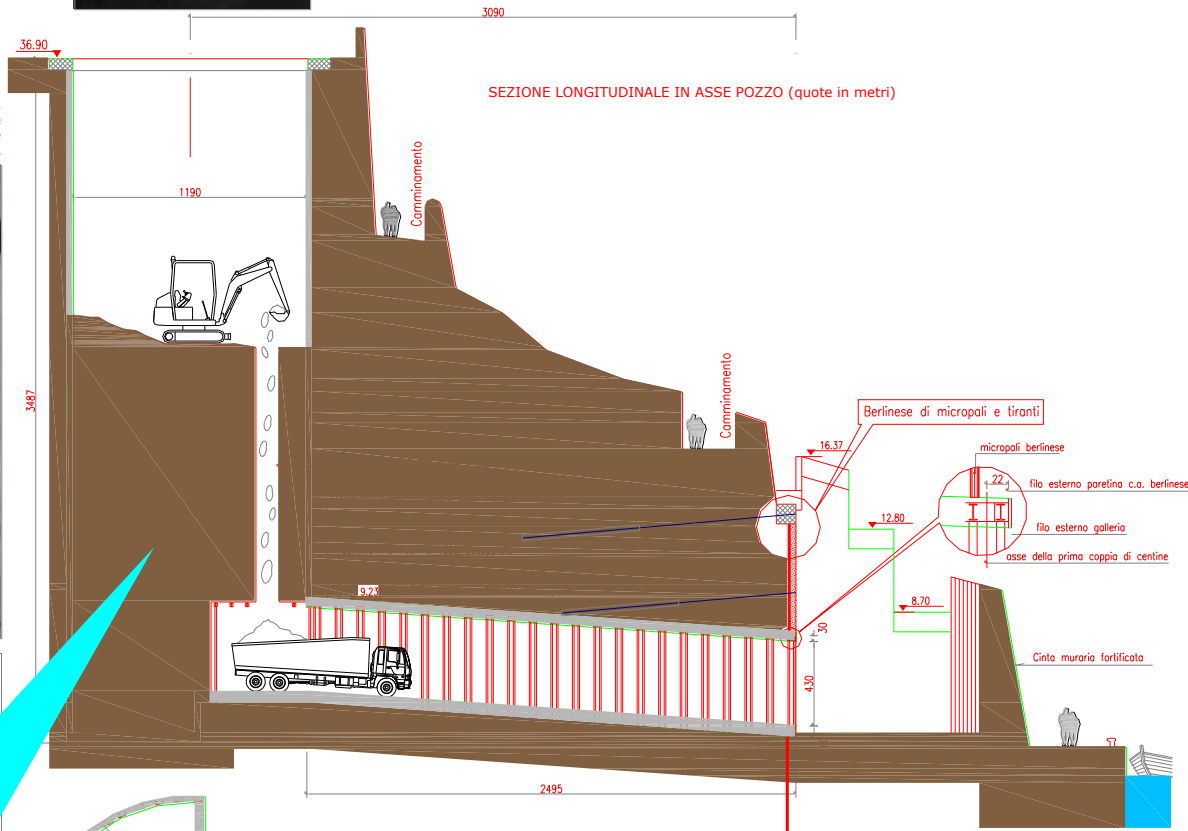 3090
36.90
SEZIONE LONGITUDINALE IN ASSE POZZO (quote in metri)
Camminamento
1190
3487
Camminamento
Berlinese di micropali e tiranti
16.37
micropali berlinese
22
filo esterno paretina c.a. berlinese
12.80
filo esterno galleria
asse della prima coppia di centine
9.23
8.70
30
Cinta muraria fortificata
430
2495